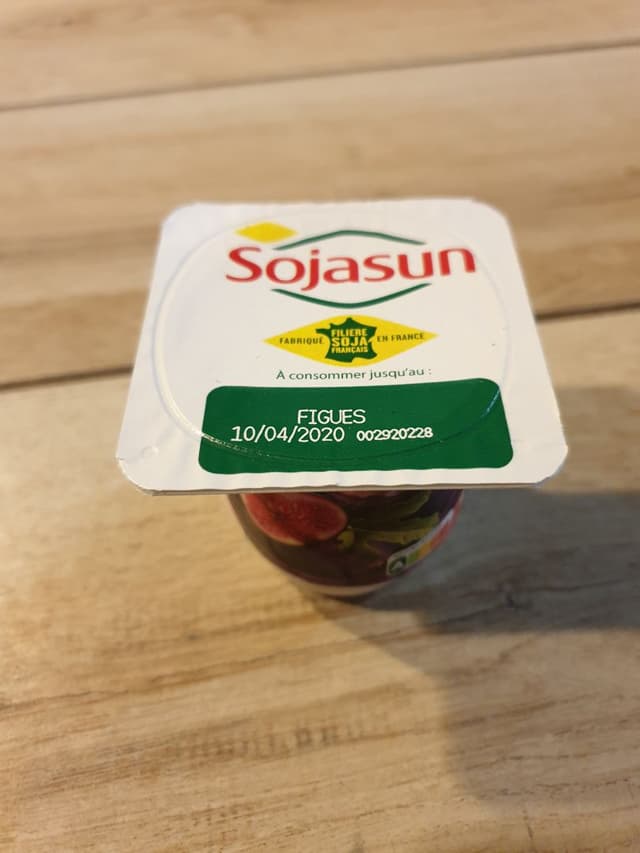 Sojasun
FABRIQUÉ FILIERE SOJA FRANÇAIS EN FRANCE
À consommer jusqu'au :
FIGUES
10/04/2020 002920228